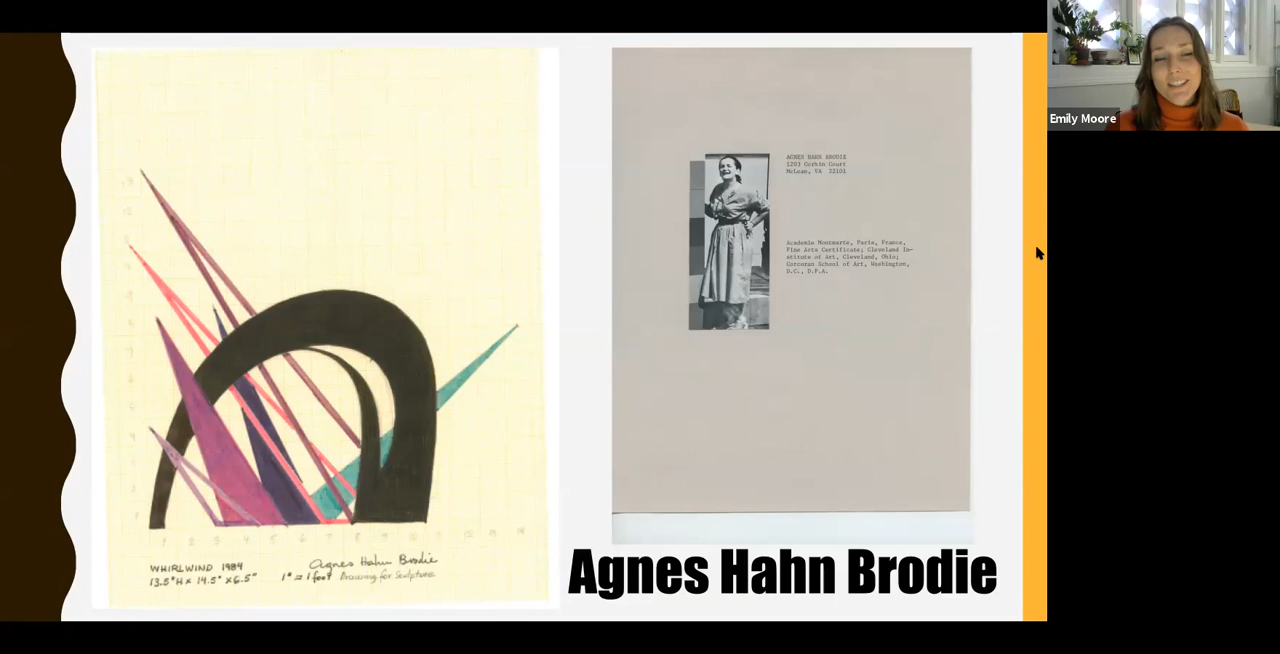 WHIRLWIND 1984
13.5"H x 14.5" x 6.5"
Agnes Hahn Brodie
1" = 1 foot Drawing for Sculpture
AGNES HAHN BRODIE
1203 Corbin Court
McLean, VA 22101
Academie Montmarte, Paris, France,
Fine Arts Certificate; Cleveland In-
stitute of Art, Cleveland, Ohio;
Corcoran School of Art, Washington,
D.C., D.F.A.
Agnes Hahn Brodie
Emily Moore